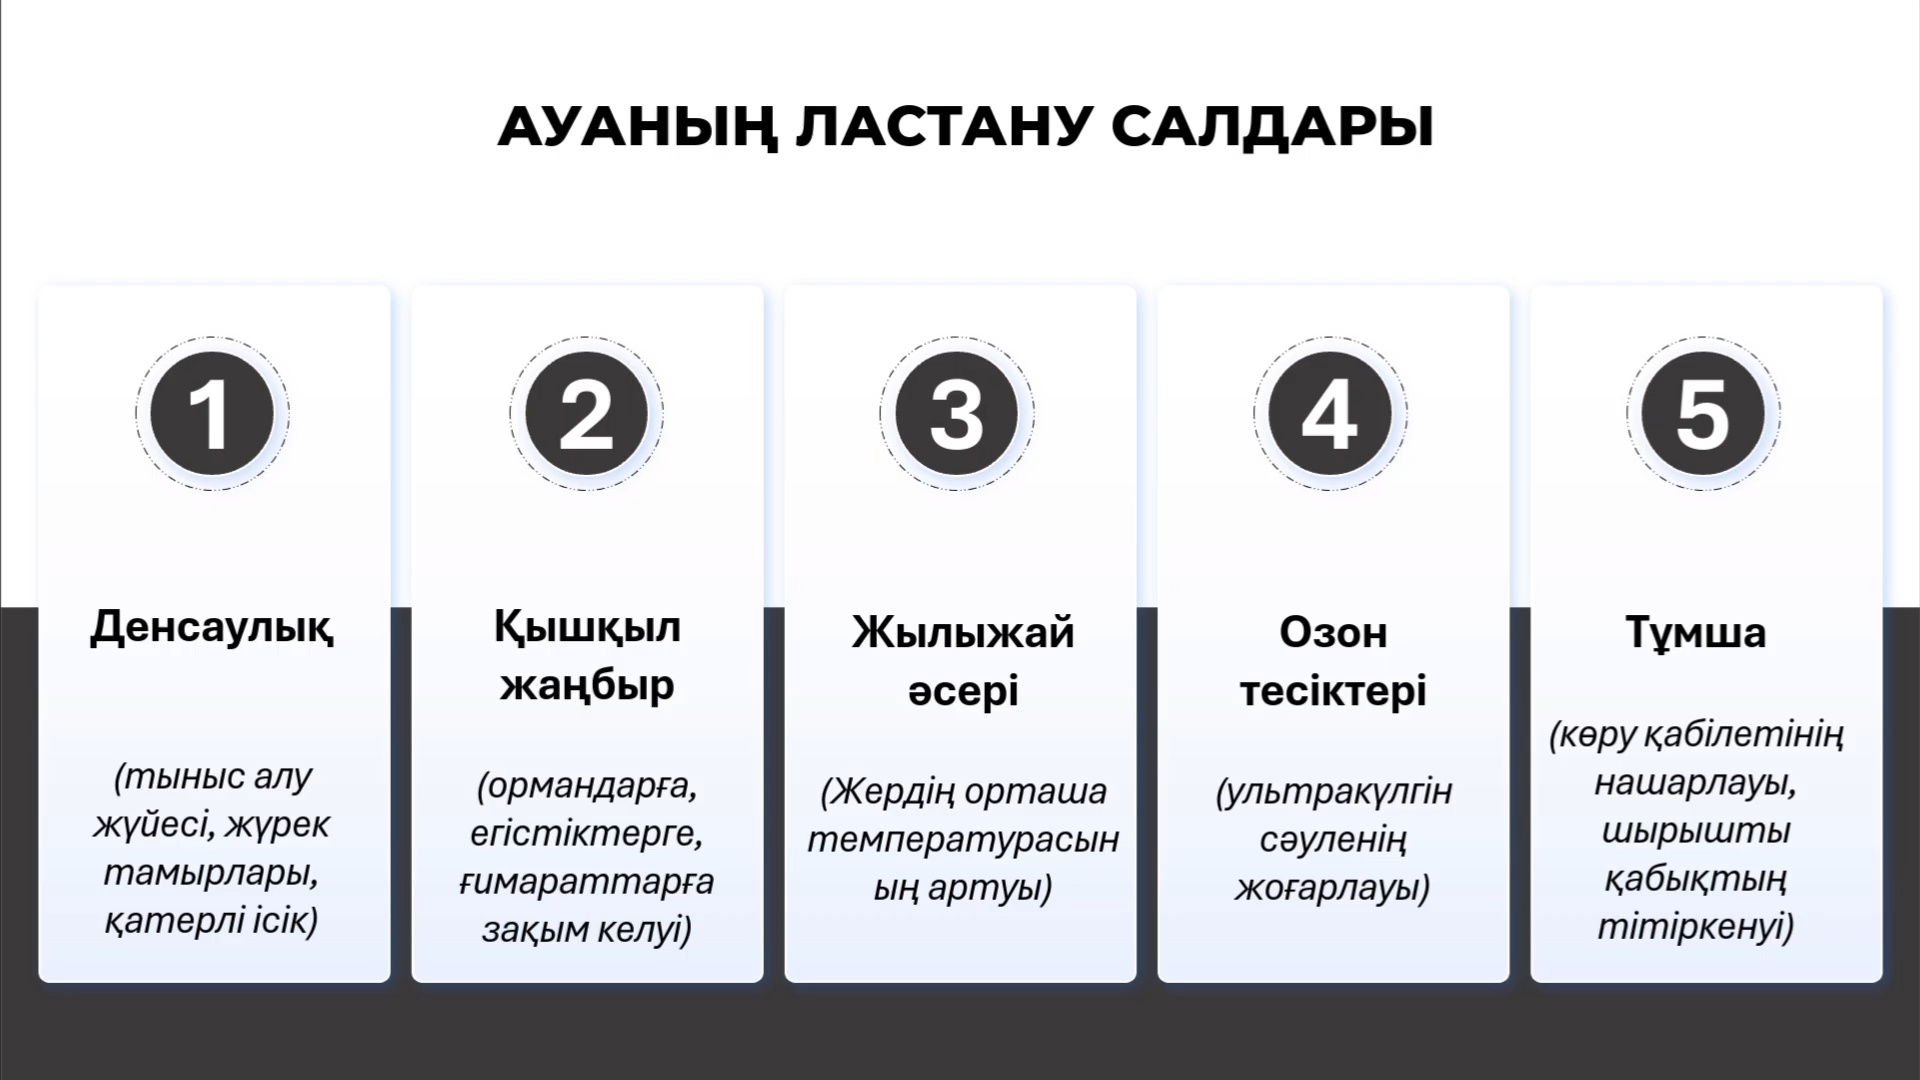 АУАНЫҢ ЛАСТАНУ САЛДАРЫ
1
Денсаулық
(тыныс алу
жүйесі, жүрек
тамырлары,
қатерлі ісік)
2
Қышқыл
жаңбыр
(ормандарға,
егістіктерге,
ғимараттарға
зақым келуі)
3
Жылыжай
әсері
(Жердің орташа
температурасын
ың артуы)
4
Озон
тесіктері
(ультракүлгін
сәуленің
жоғарлауы)
5
Тұмша
(көру қабілетінің
нашарлауы,
шырышты
қабықтың
тітіркенуі)